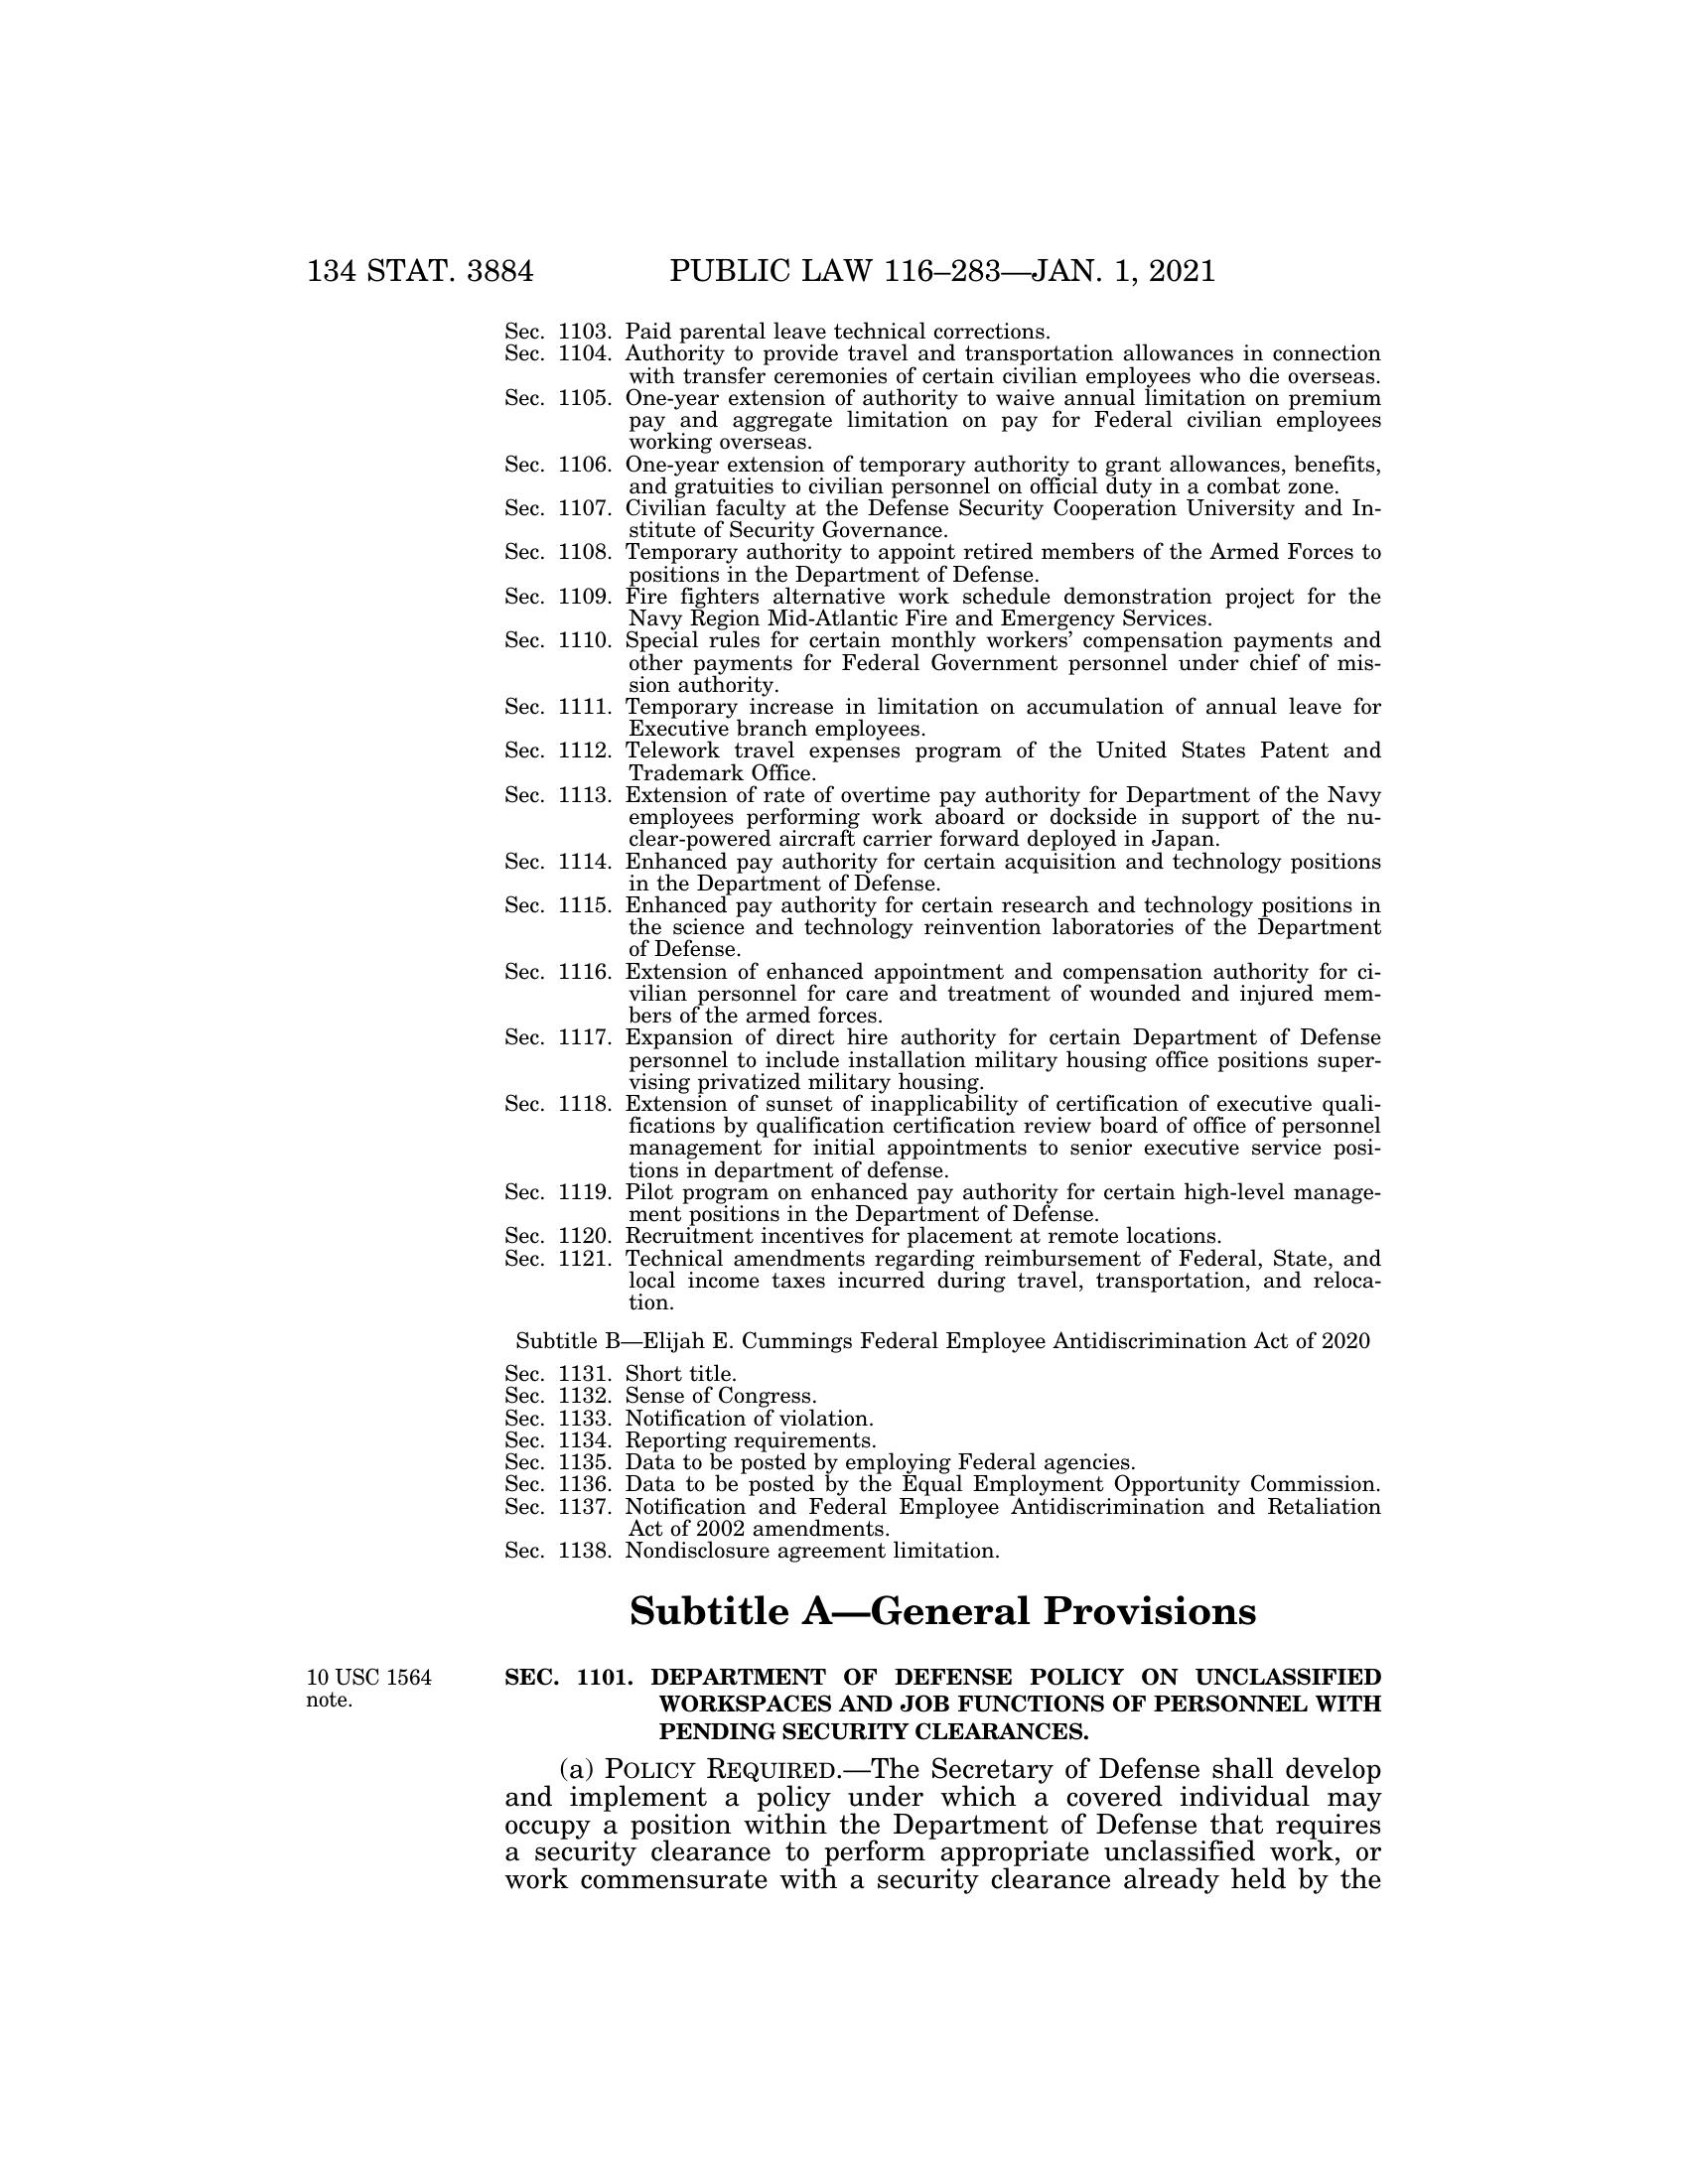 134 STAT. 3884 PUBLIC LAW 116–283—JAN. 1, 2021
Sec. 1103. Paid parental leave technical corrections.
Sec. 1104. Authority to provide travel and transportation allowances in connection
with transfer ceremonies of certain civilian employees who die overseas.
Sec. 1105. One-year extension of authority to waive annual limitation on premium
pay and aggregate limitation on pay for Federal civilian employees
working overseas.
Sec. 1106. One-year extension of temporary authority to grant allowances, benefits,
and gratuities to civilian personnel on official duty in a combat zone.
Sec. 1107. Civilian faculty at the Defense Security Cooperation University and In-
stitute of Security Governance.
Sec. 1108. Temporary authority to appoint retired members of the Armed Forces to
positions in the Department of Defense.
Sec. 1109. Fire fighters alternative work schedule demonstration project for the
Navy Region Mid-Atlantic Fire and Emergency Services.
Sec. 1110. Special rules for certain monthly workers’ compensation payments and
other payments for Federal Government personnel under chief of mis-
sion authority.
Sec. 1111. Temporary increase in limitation on accumulation of annual leave for
Executive branch employees.
Sec. 1112. Telework travel expenses program of the United States Patent and
Trademark Office.
Sec. 1113. Extension of rate of overtime pay authority for Department of the Navy
employees performing work aboard or dockside in support of the nu-
clear-powered aircraft carrier forward deployed in Japan.
Sec. 1114. Enhanced pay authority for certain acquisition and technology positions
in the Department of Defense.
Sec. 1115. Enhanced pay authority for certain research and technology positions in
the science and technology reinvention laboratories of the Department
of Defense.
Sec. 1116. Extension of enhanced appointment and compensation authority for ci-
vilian personnel for care and treatment of wounded and injured mem-
bers of the armed forces.
Sec. 1117. Expansion of direct hire authority for certain Department of Defense
personnel to include installation military housing office positions super-
vising privatized military housing.
Sec. 1118. Extension of sunset of inapplicability of certification of executive quali-
fications by qualification certification review board of office of personnel
management for initial appointments to senior executive service posi-
tions in department of defense.
Sec. 1119. Pilot program on enhanced pay authority for certain high-level manage-
ment positions in the Department of Defense.
Sec. 1120. Recruitment incentives for placement at remote locations.
Sec. 1121. Technical amendments regarding reimbursement of Federal, State, and
local income taxes incurred during travel, transportation, and reloca-
tion.
Subtitle B—Elijah E. Cummings Federal Employee Antidiscrimination Act of 2020
Sec. 1131. Short title.
Sec. 1132. Sense of Congress.
Sec. 1133. Notification of violation.
Sec. 1134. Reporting requirements.
Sec. 1135. Data to be posted by employing Federal agencies.
Sec. 1136. Data to be posted by the Equal Employment Opportunity Commission.
Sec. 1137. Notification and Federal Employee Antidiscrimination and Retaliation
Act of 2002 amendments.
Sec. 1138. Nondisclosure agreement limitation.
Subtitle A—General Provisions
10 USC 1564
note.
SEC. 1101. DEPARTMENT OF DEFENSE POLICY ON UNCLASSIFIED
WORKSPACES AND JOB FUNCTIONS OF PERSONNEL WITH
PENDING SECURITY CLEARANCES.
(a) POLICY REQUIRED.—The Secretary of Defense shall develop
and implement a policy under which a covered individual may
occupy a position within the Department of Defense that requires
a security clearance to perform appropriate unclassified work, or
work commensurate with a security clearance already held by the